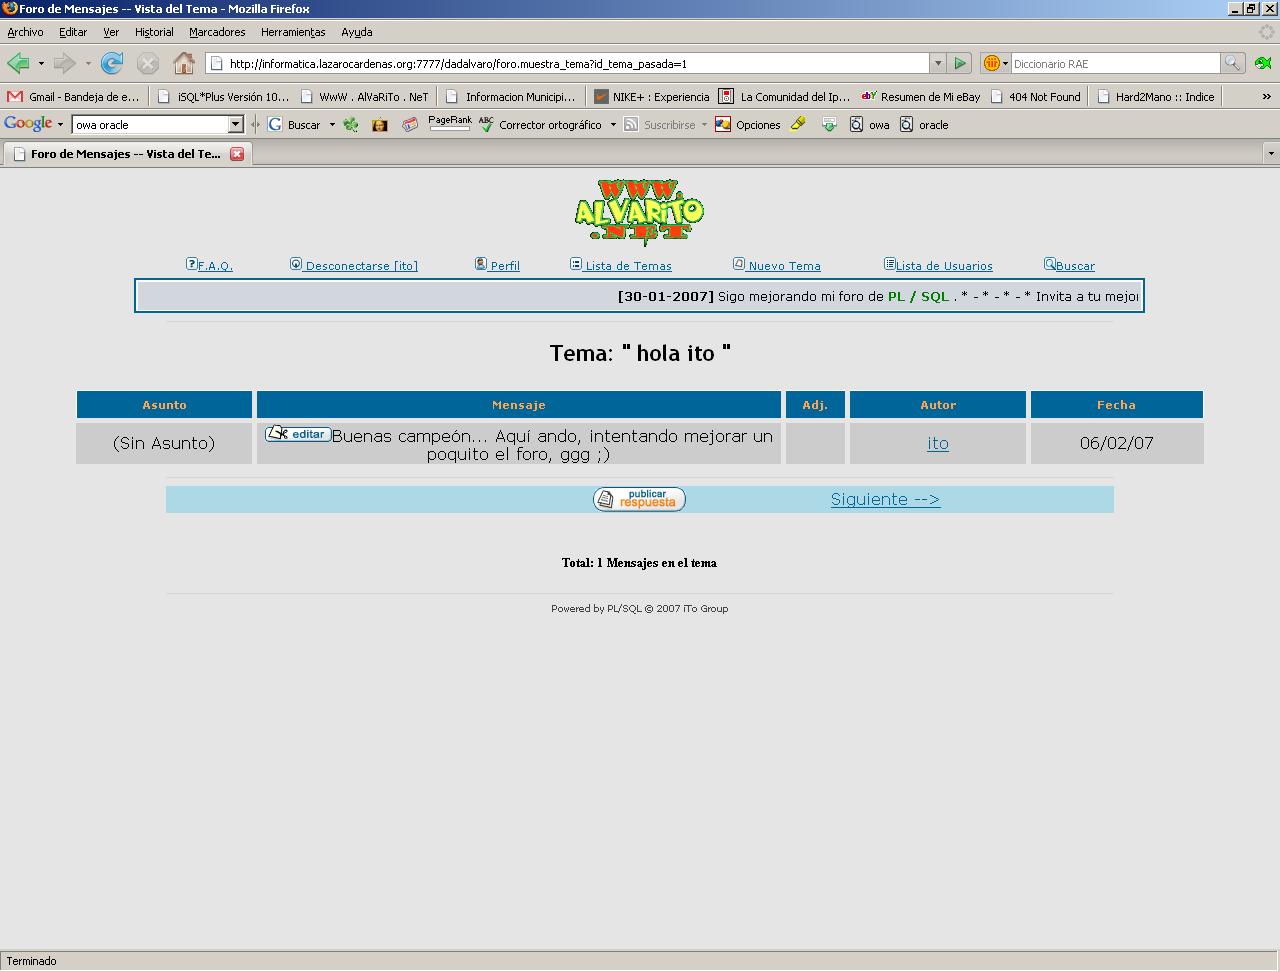 Foro de Mensajes -- Vista del Tema - Mozilla Firefox
Archivo Editar Ver Historial Marcadores Herramientas Ayuda
http://informatica.lazarocardenas.org:7777/dadalvaro/foro.muestra_tema?id_tema_pasada=1 Diccionario RAE
Gmail - Bandeja de e... iSQL*Plus Versión 10... WwW . AlVaRiTo . NeT Informacion Municipi... NIKE+ : Experiencia La Comunidad del Ip... Resumen de Mi eBay 404 Not Found Hard2Mano :: Indice »
Google owa oracle Buscar PageRank Corrector ortográfico Suscribirse Opciones owa oracle
Foro de Mensajes -- Vista del Te...
WWW.
ALVARITO
.NET
F.A.Q. Desconectarse [ito] Perfil Lista de Temas Nuevo Tema Lista de Usuarios Buscar
[30-01-2007] Sigo mejorando mi foro de PL / SQL . * - * - * - * Invita a tu mejor
Tema: " hola ito "
Asunto Mensaje Adj. Autor Fecha
(Sin Asunto) editar Buenas campeón... Aquí ando, intentando mejorar un ito 06/02/07
poquito el foro, ggg ;)
publicar Siguiente -->
respuesta
Total: 1 Mensajes en el tema
Powered by PL/SQL © 2007 iTo Group
Terminado